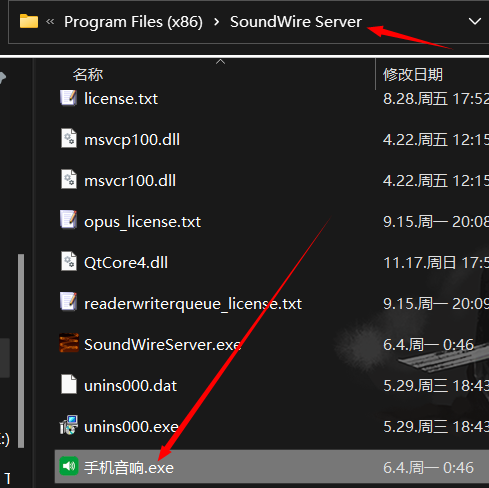 « Program Files (x86) › SoundWire Server
名称 修改日期
license.txt 8.28.周五 17:52
msvcp100.dll 4.22.周五 12:15
msvcr100.dll 4.22.周五 12:15
opus_license.txt 9.15.周一 20:08
QtCore4.dll 11.17.周日 17:5
readerwriterqueue_license.txt 9.15.周一 20:09
SoundWireServer.exe 6.4.周一 0:46
unins000.dat 5.29.周三 18:43
unins000.exe 5.29.周三 18:43
:)
手机音响.exe 6.4.周一 0:46
T